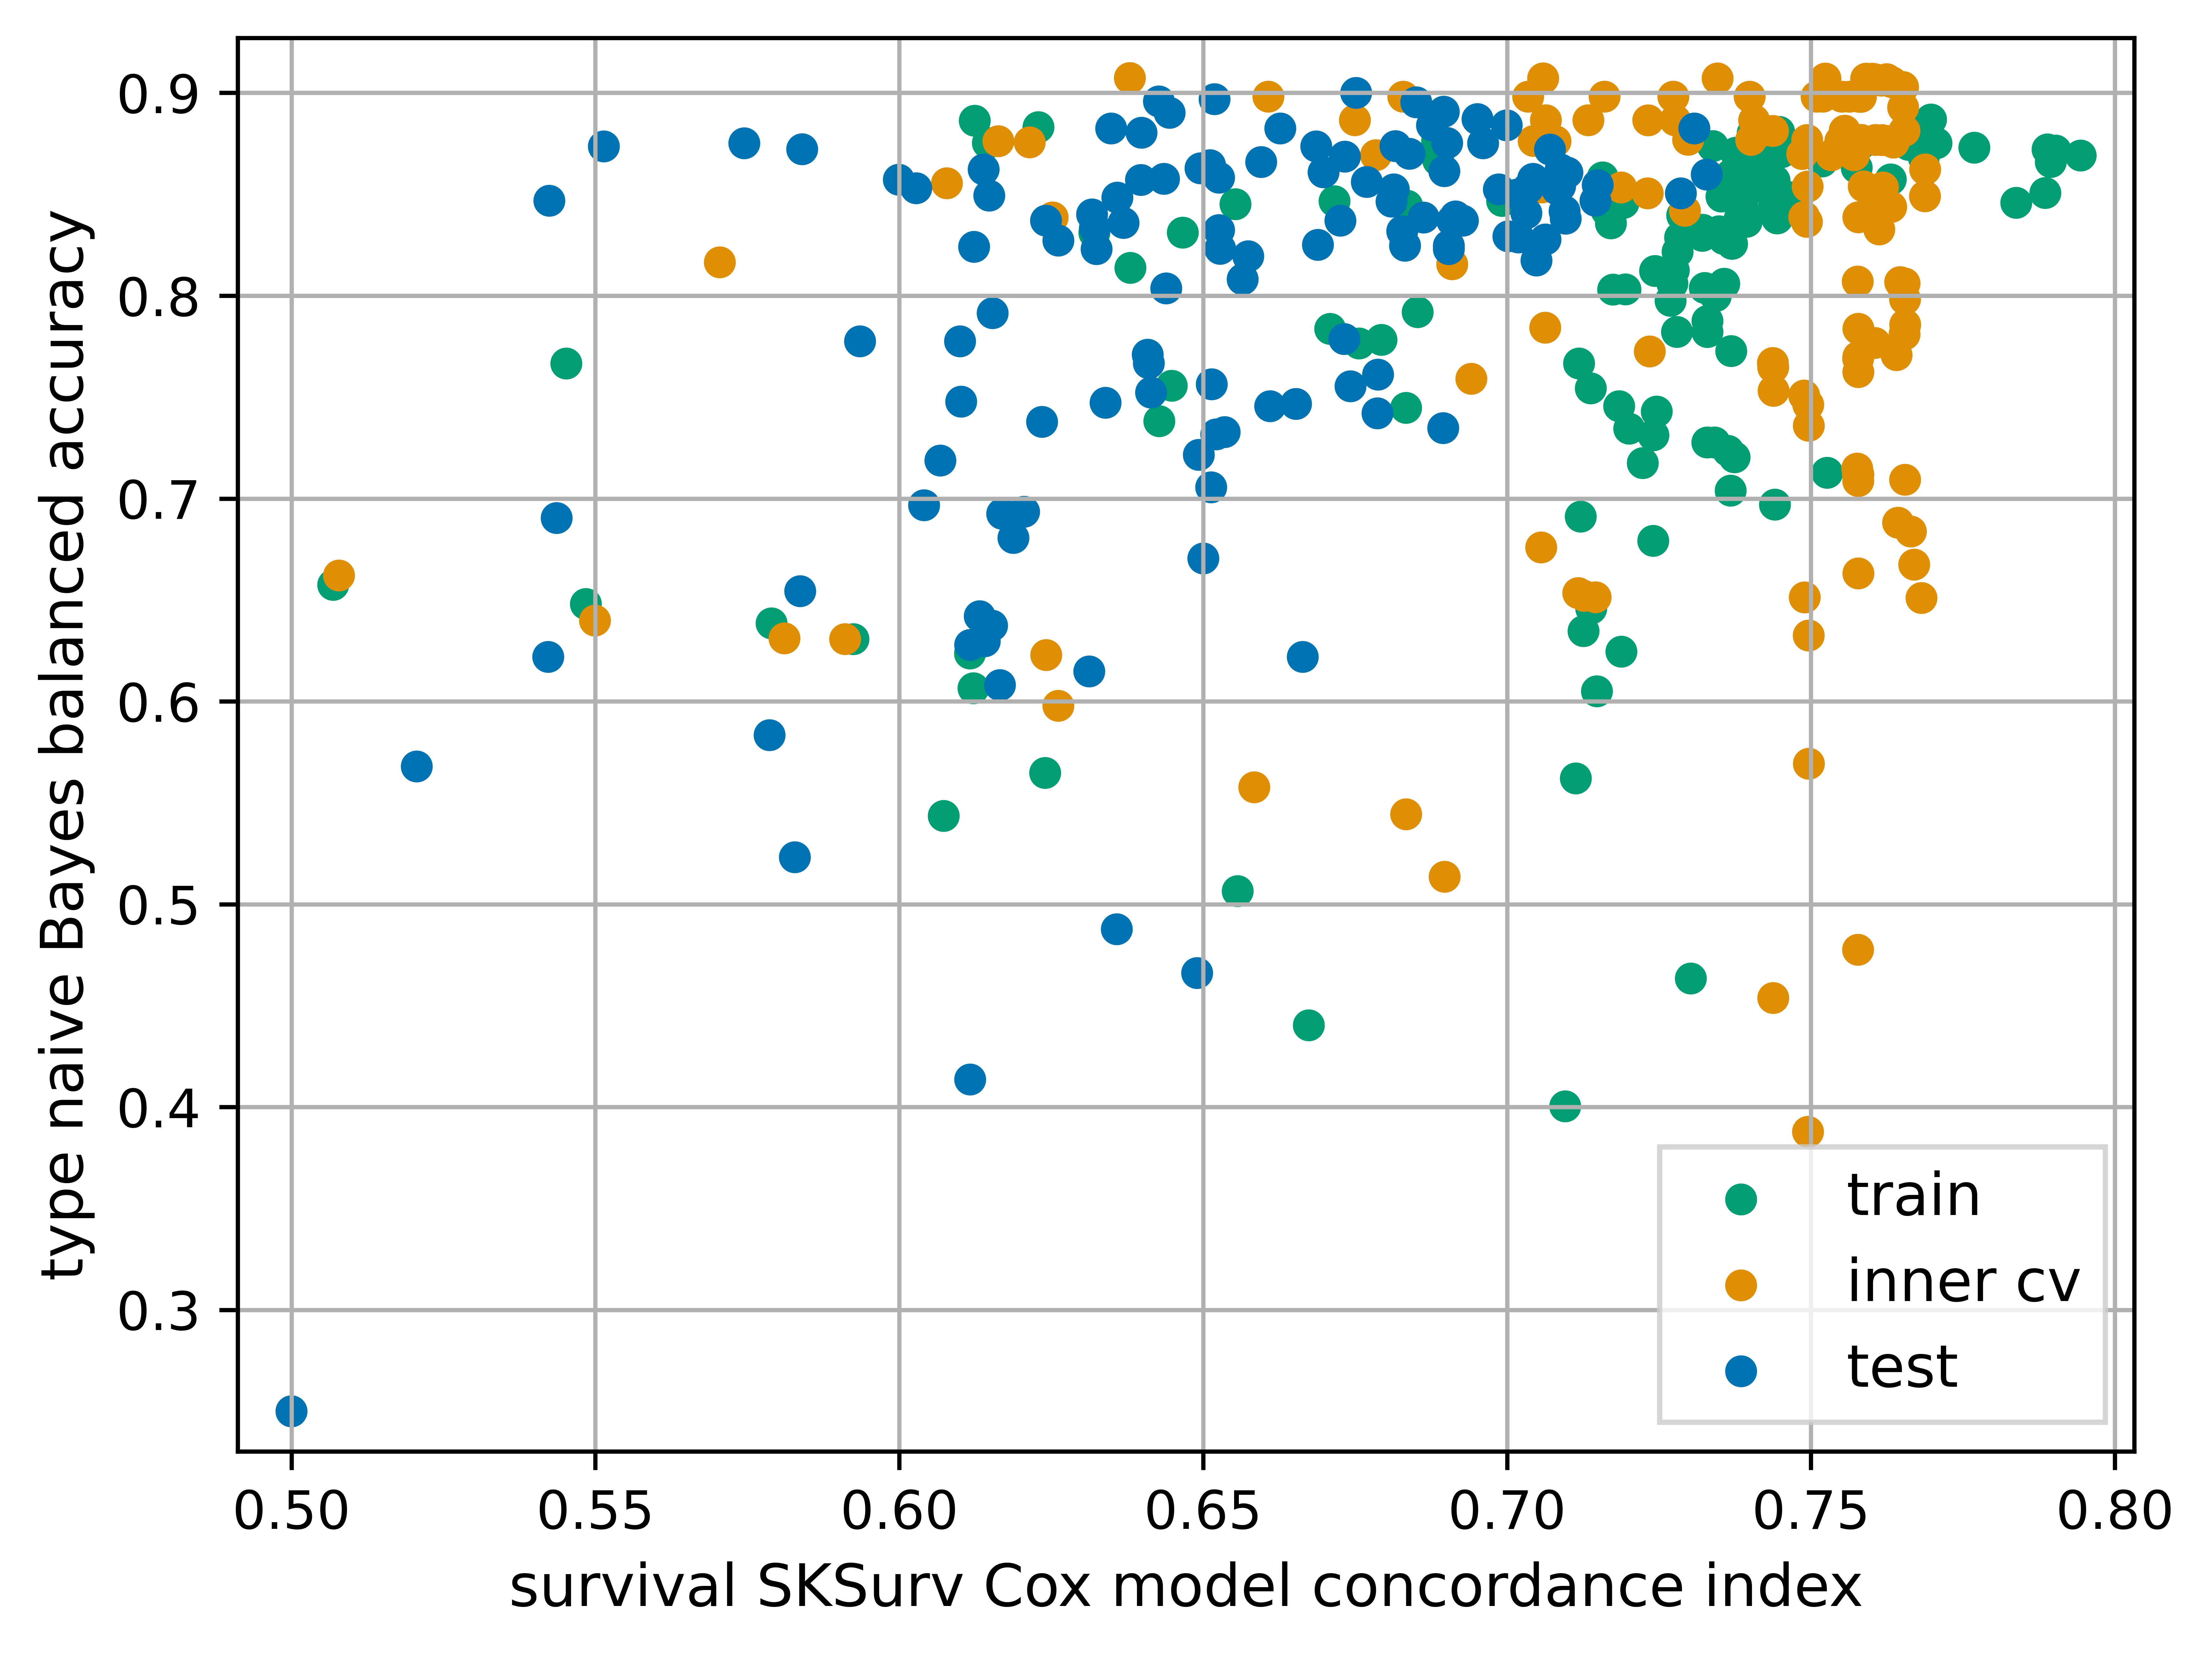 type naive Bayes balanced accuracy
0.9
0.8
0.7
0.6
0.5
0.4
0.3
train
inner cv
test
0.50 0.55 0.60 0.65 0.70 0.75 0.80
survival SKSurv Cox model concordance index